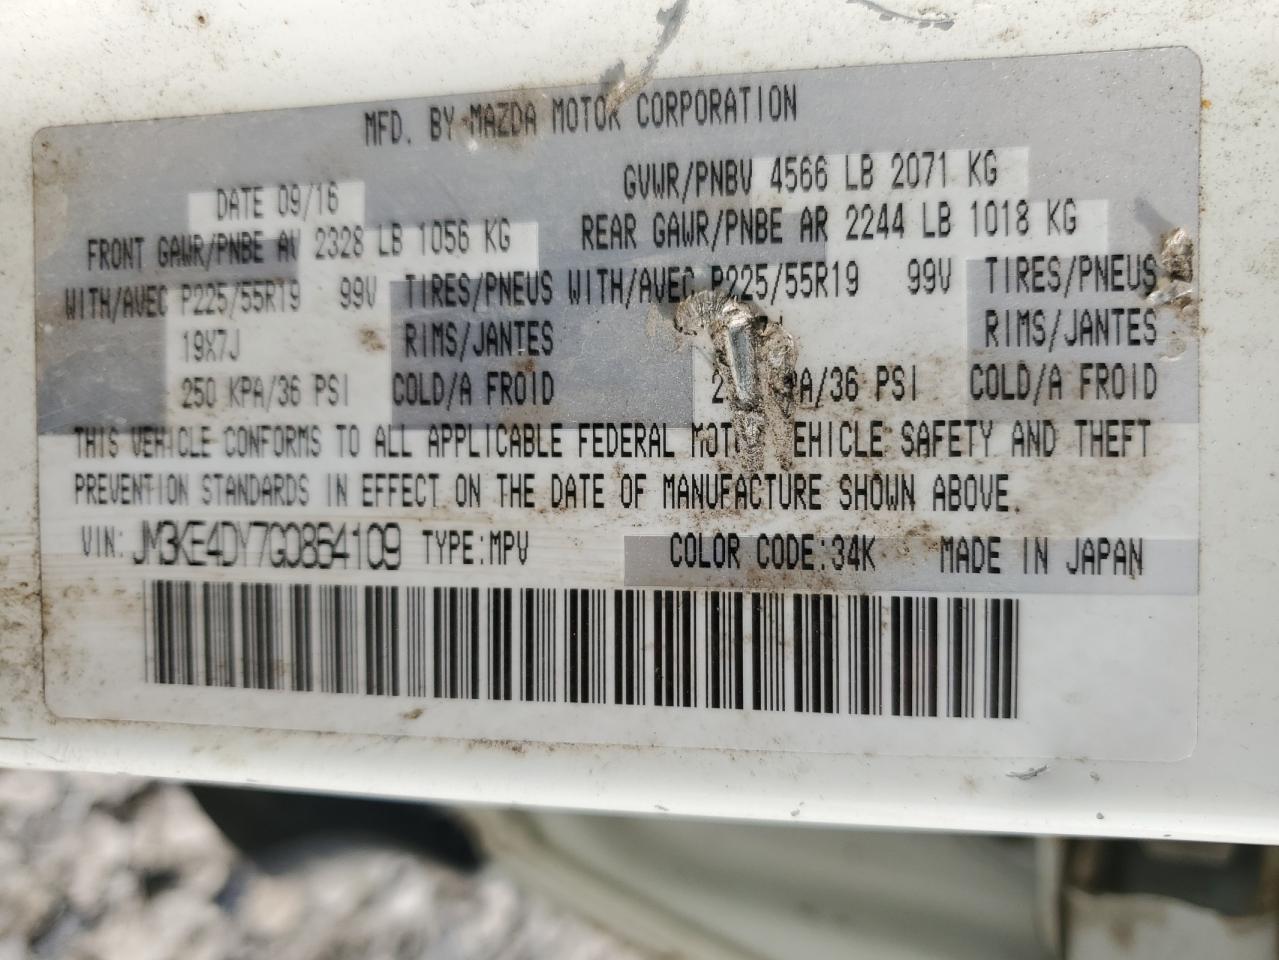 MFD. BY MAZDA MOTOR CORPORATION
DATE 09/16 GVWR/PNBV 4566 LB 2071 KG
FRONT GAWR/PNBE AV 2328 LB 1056 KG REAR GAWR/PNBE AR 2244 LB 1018 KG
WITH/AVEC P225/55R19 99V TIRES/PNEUS WITH/AVEC P225/55R19 99V TIRES/PNEUS
19X7J RIMS/JANTES RIMS/JANTES
250 KPA/36 PSI COLD/A FROID KPA/36 PSI COLD/A FROID
THIS VEHICLE CONFORMS TO ALL APPLICABLE FEDERAL MOTOR VEHICLE SAFETY AND THEFT
PREVENTION STANDARDS IN EFFECT ON THE DATE OF MANUFACTURE SHOWN ABOVE.
VIN: JM3KE4DY7G0864109 TYPE:MPV COLOR CODE:34K MADE IN JAPAN